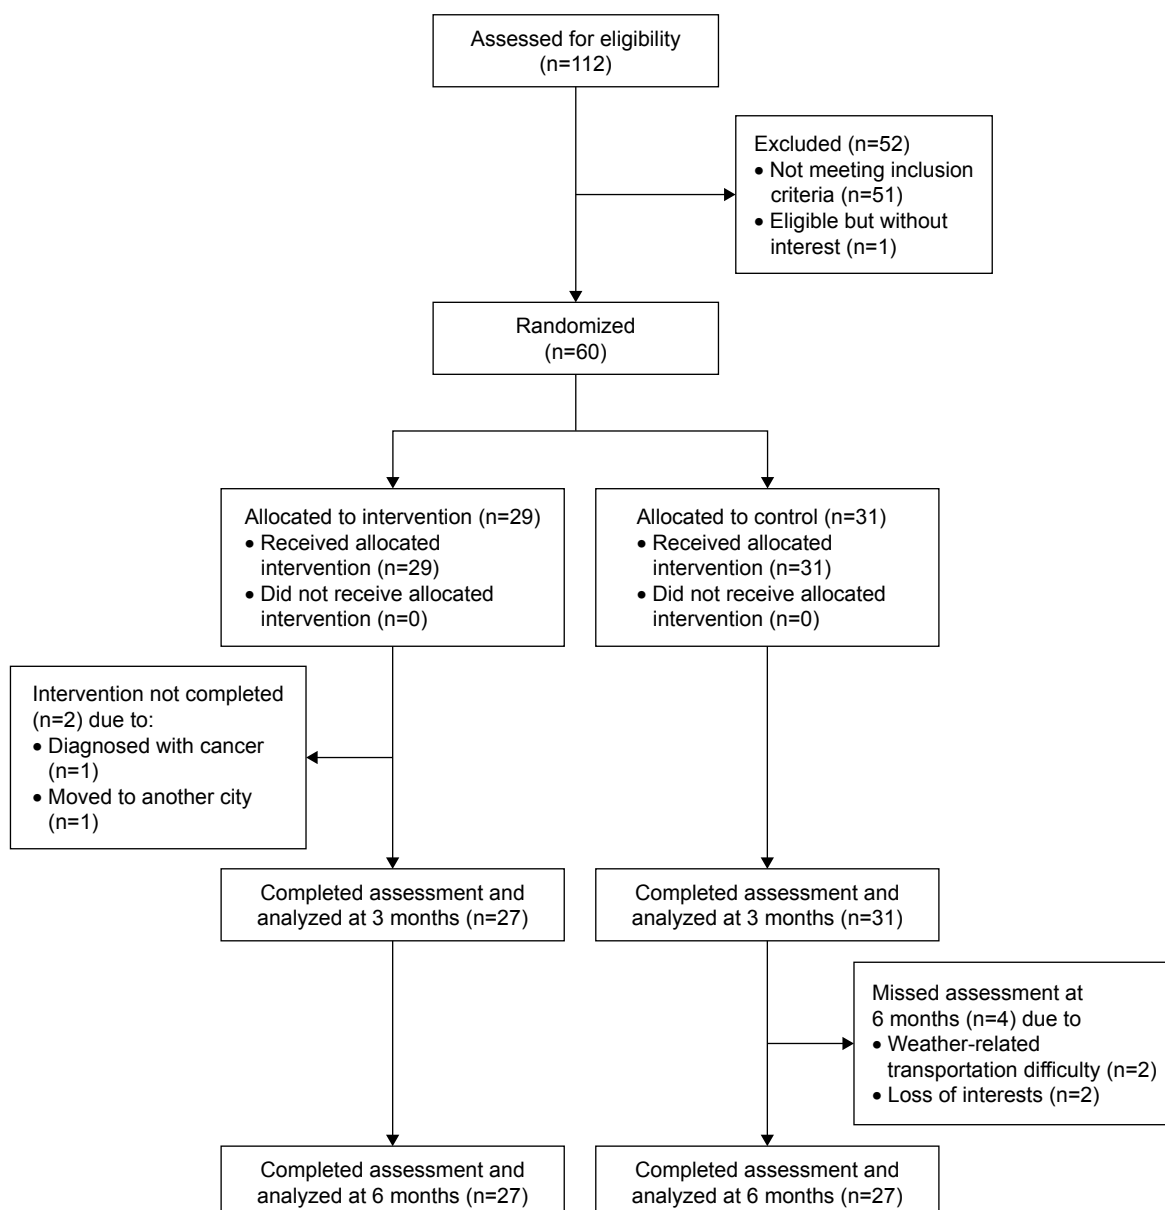 Assessed for eligibility
(n=112)
Excluded (n=52)
• Not meeting inclusion
criteria (n=51)
• Eligible but without
interest (n=1)
Randomized
(n=60)
Allocated to intervention (n=29)
• Received allocated
intervention (n=29)
• Did not receive allocated
intervention (n=0)
Allocated to control (n=31)
• Received allocated
intervention (n=31)
• Did not receive allocated
intervention (n=0)
Intervention not completed
(n=2) due to:
• Diagnosed with cancer
(n=1)
• Moved to another city
(n=1)
Completed assessment and
analyzed at 3 months (n=27)
Completed assessment and
analyzed at 3 months (n=31)
Missed assessment at
6 months (n=4) due to
• Weather-related
transportation difficulty (n=2)
• Loss of interests (n=2)
Completed assessment and
analyzed at 6 months (n=27)
Completed assessment and
analyzed at 6 months (n=27)